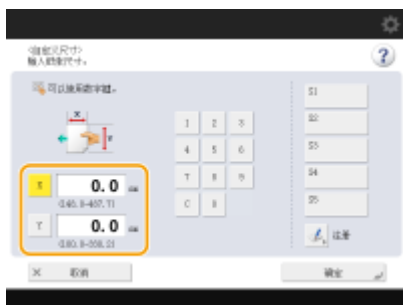 <自定义尺寸>
输入纸张尺寸。
?
可以使用数字键。
X
Y
1 2 3
4 5 6
7 8 9
C 0
X 0.0 mm
Y 0.0 mm
S1
S2
S3
S4
S5
注册
× 取消
确定